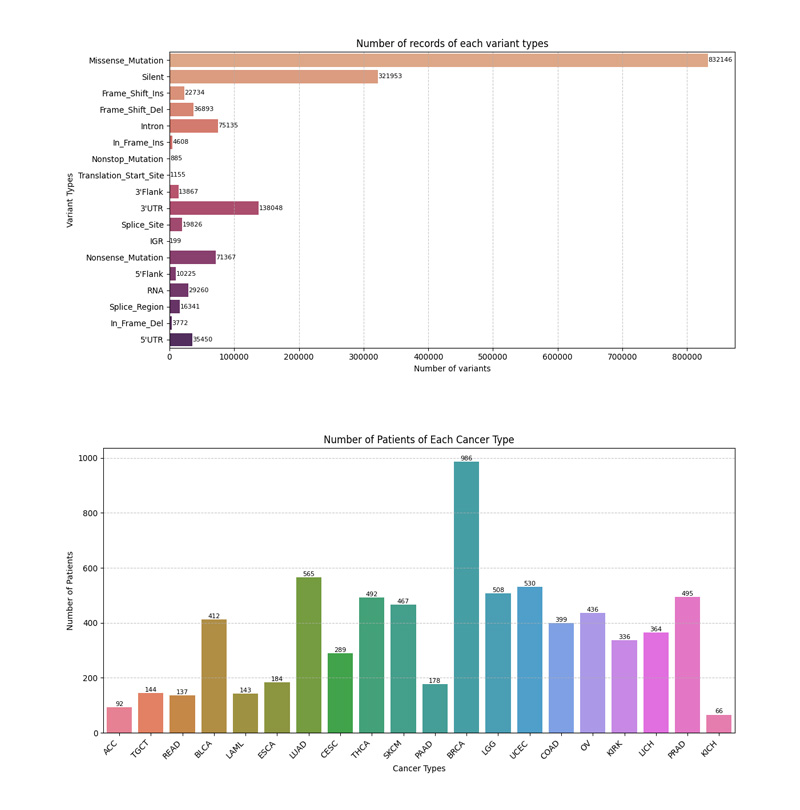 Number of records of each variant types
Missense_Mutation 832146
Silent 321953
Frame_Shift_Ins 22734
Frame_Shift_Del 36893
Intron 75135
In_Frame_Ins 4608
Nonstop_Mutation 885
Translation_Start_Site 1155
3'Flank 13867
3'UTR 138048
Splice_Site 19826
IGR 199
Nonsense_Mutation 71367
5'Flank 10225
RNA 29260
Splice_Region 16341
In_Frame_Del 3772
5'UTR 35450
Variant Types
0 100000 200000 300000 400000 500000 600000 700000 800000
Number of variants
Number of Patients of Each Cancer Type
1000
800
600
400
200
0
Number of Patients
92 144 137 412 143 184 565 289 492 467 178 986 508 530 399 436 336 364 495 66
ACC TGCT READ BLCA LAML ESCA LUAD CESC THCA SKCM PAAD BRCA LGG UCEC COAD OV KIRK LICH PRAD KICH
Cancer Types